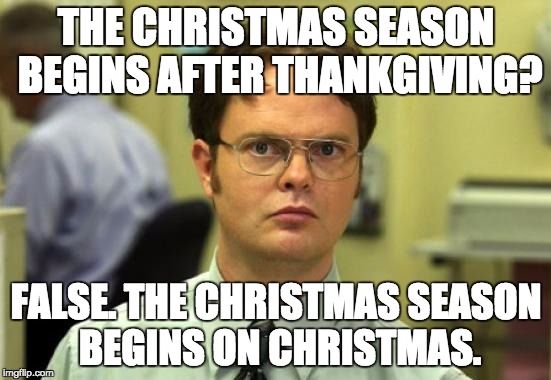 THE CHRISTMAS SEASON
BEGINS AFTER THANKGIVING?
FALSE. THE CHRISTMAS SEASON
BEGINS ON CHRISTMAS.
imgflip.com